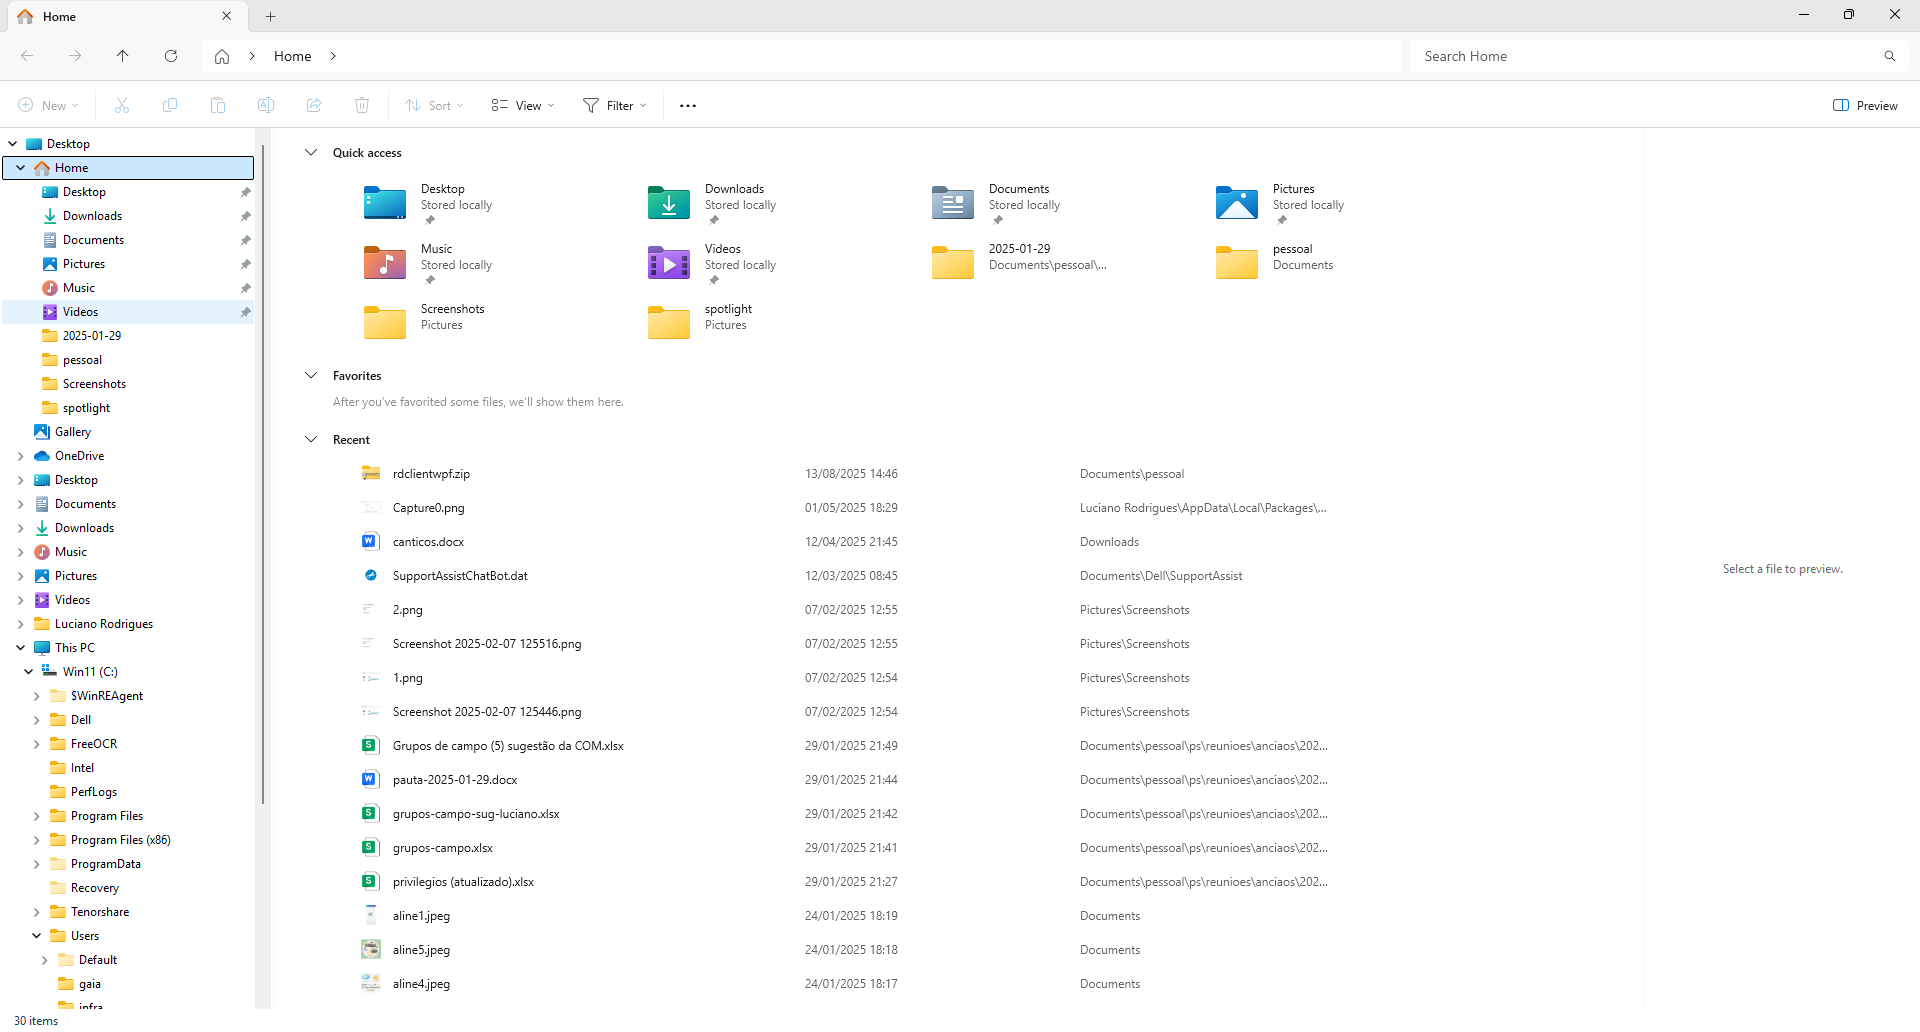 Home
Home
Search Home
New
Sort
View
Filter
Preview
Desktop
Home
Desktop
Downloads
Documents
Pictures
Music
Videos
2025-01-29
pessoal
Screenshots
spotlight
Gallery
OneDrive
Desktop
Documents
Downloads
Music
Pictures
Videos
Luciano Rodrigues
This PC
Win11 (C:)
$WinREAgent
Dell
FreeOCR
Intel
PerfLogs
Program Files
Program Files (x86)
ProgramData
Recovery
Tenorshare
Users
Default
gaia
infra
Quick access
Desktop
Stored locally
Downloads
Stored locally
Documents
Stored locally
Pictures
Stored locally
Music
Stored locally
Videos
Stored locally
2025-01-29
Documents\pessoal\...
pessoal
Documents
Screenshots
Pictures
spotlight
Pictures
Favorites
After you've favorited some files, we'll show them here.
Recent
rdclientwpf.zip 13/08/2025 14:46 Documents\pessoal
Capture0.png 01/05/2025 18:29 Luciano Rodrigues\AppData\Local\Packages\...
canticos.docx 12/04/2025 21:45 Downloads
SupportAssistChatBot.dat 12/03/2025 08:45 Documents\Dell\SupportAssist
2.png 07/02/2025 12:55 Pictures\Screenshots
Screenshot 2025-02-07 125516.png 07/02/2025 12:55 Pictures\Screenshots
1.png 07/02/2025 12:54 Pictures\Screenshots
Screenshot 2025-02-07 125446.png 07/02/2025 12:54 Pictures\Screenshots
Grupos de campo (5) sugestão da COM.xlsx 29/01/2025 21:49 Documents\pessoal\ps\reunioes\anciaos\202...
pauta-2025-01-29.docx 29/01/2025 21:44 Documents\pessoal\ps\reunioes\anciaos\202...
grupos-campo-sug-luciano.xlsx 29/01/2025 21:42 Documents\pessoal\ps\reunioes\anciaos\202...
grupos-campo.xlsx 29/01/2025 21:41 Documents\pessoal\ps\reunioes\anciaos\202...
privilegios (atualizado).xlsx 29/01/2025 21:27 Documents\pessoal\ps\reunioes\anciaos\202...
aline1.jpeg 24/01/2025 18:19 Documents
aline5.jpeg 24/01/2025 18:18 Documents
aline4.jpeg 24/01/2025 18:17 Documents
Select a file to preview.
30 items